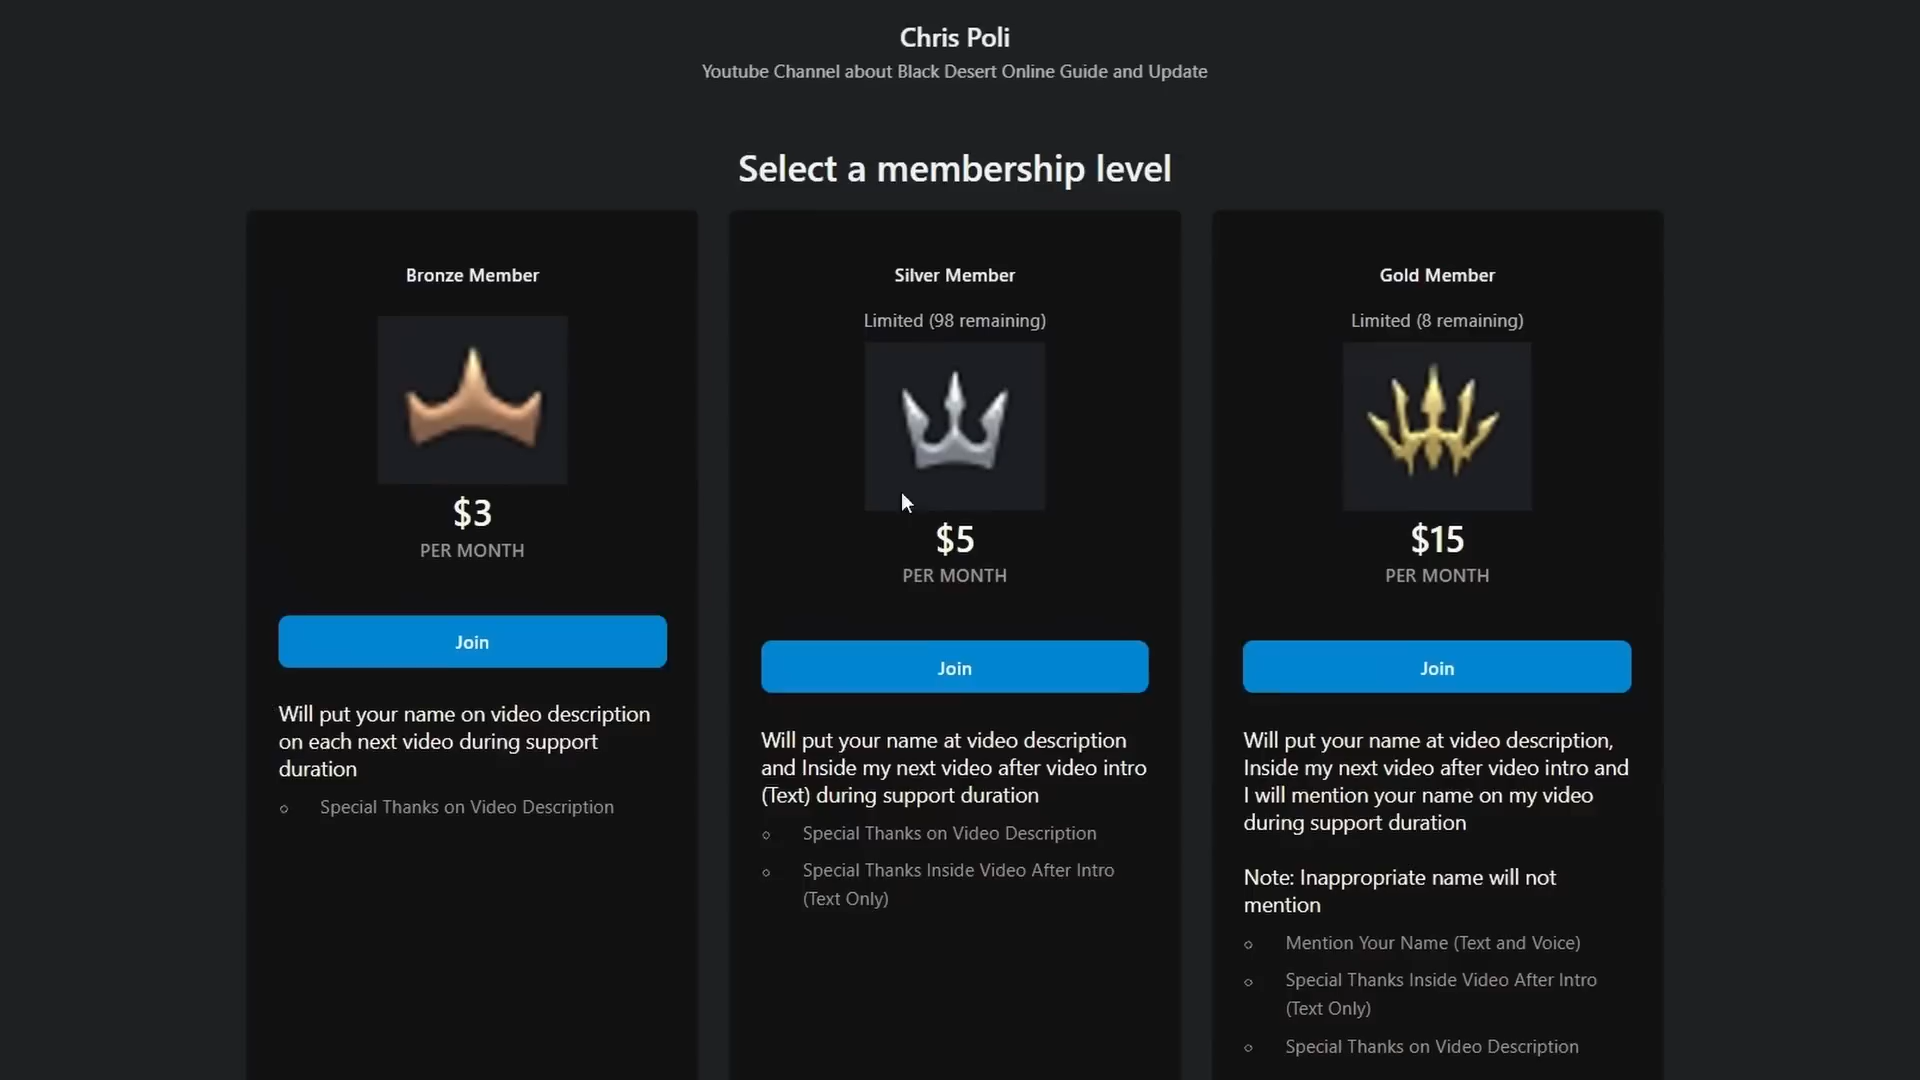 Chris Poli
Youtube Channel about Black Desert Online Guide and Update
Select a membership level
Bronze Member
$3
PER MONTH
Join
Will put your name on video description
on each next video during support
duration
Special Thanks on Video Description
Silver Member
Limited (98 remaining)
$5
PER MONTH
Join
Will put your name at video description
and Inside my next video after video intro
(Text) during support duration
Special Thanks on Video Description
Special Thanks Inside Video After Intro
(Text Only)
Gold Member
Limited (8 remaining)
$15
PER MONTH
Join
Will put your name at video description,
Inside my next video after video intro and
I will mention your name on my video
during support duration
Note: Inappropriate name will not
mention
Mention Your Name (Text and Voice)
Special Thanks Inside Video After Intro
(Text Only)
Special Thanks on Video Description